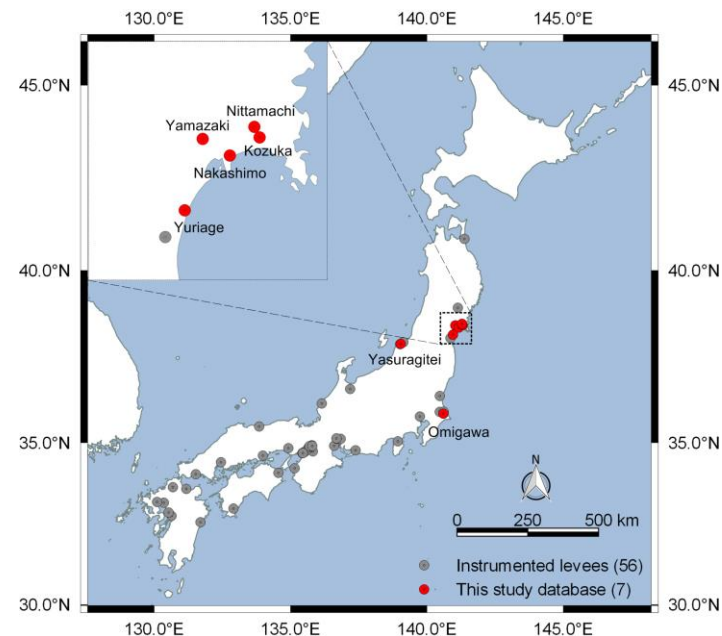 130.0°E 135.0°E 140.0°E 145.0°E
45.0°N 45.0°N
Nittamachi
Yamazaki
Kozuka
Nakashimo
Yuriage
40.0°N 40.0°N
Yasuragitei
Omigawa
35.0°N 35.0°N
N
0 250 500 km
Instrumented levees (56)
This study database (7)
30.0°N 30.0°N
130.0°E 135.0°E 140.0°E 145.0°E